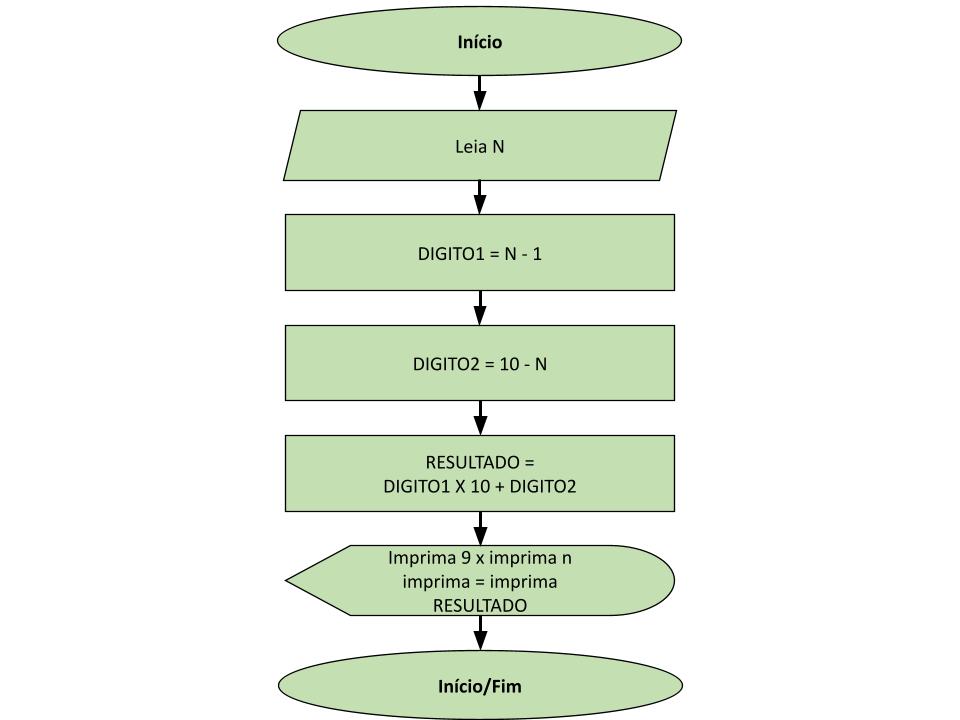 Início
Leia N
DIGITO1 = N - 1
DIGITO2 = 10 - N
RESULTADO =
DIGITO1 X 10 + DIGITO2
Imprima 9 x imprima n
imprima = imprima
RESULTADO
Início/Fim